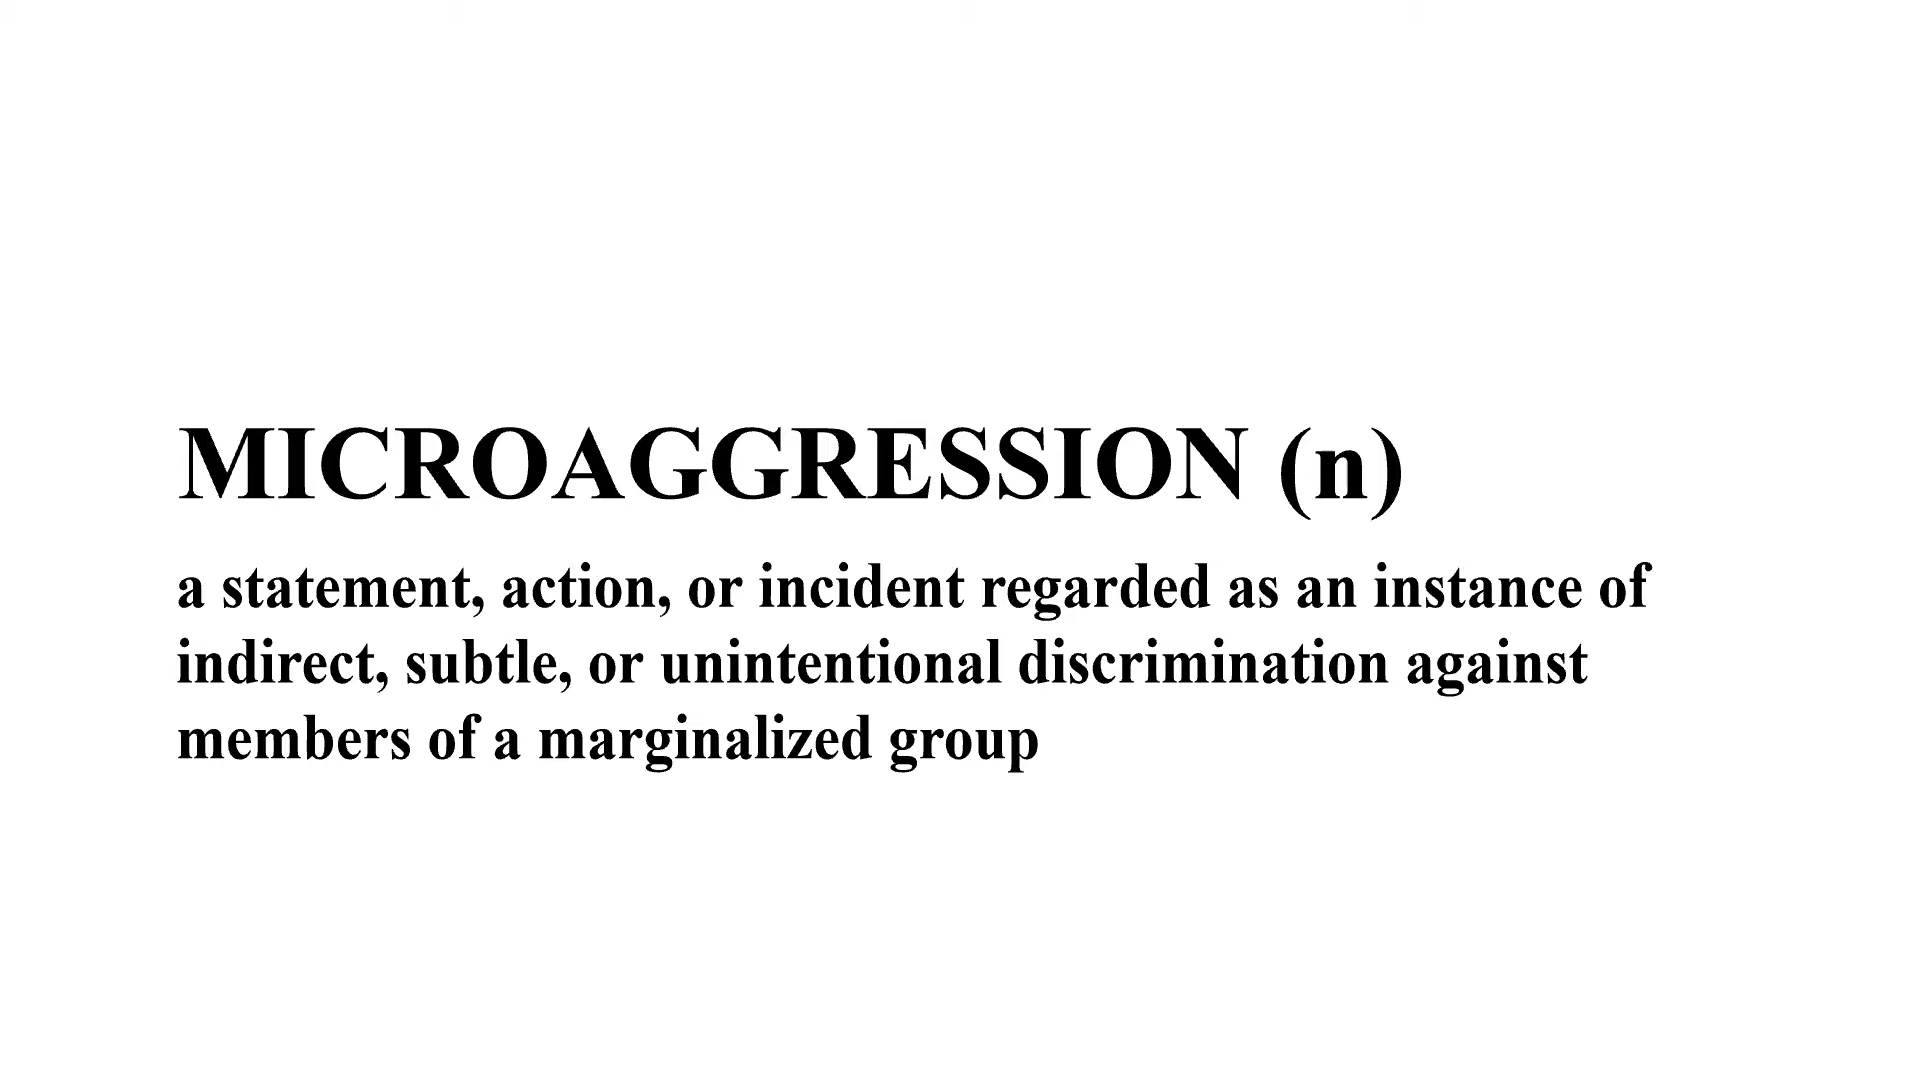 MICROAGGRESSION (n)
a statement, action, or incident regarded as an instance of
indirect, subtle, or unintentional discrimination against
members of a marginalized group